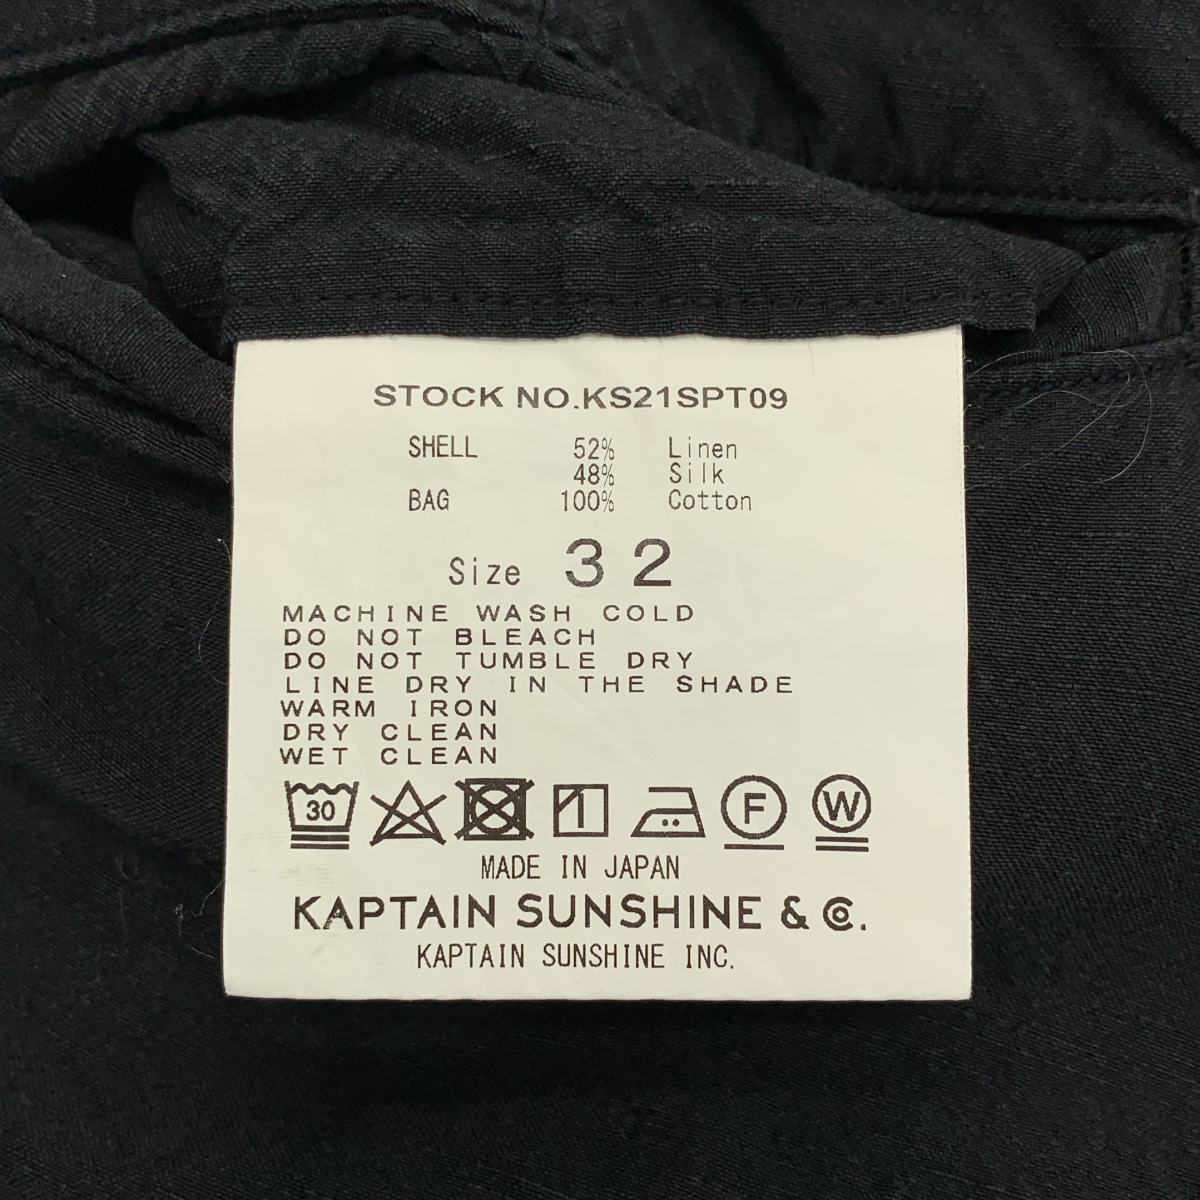 STOCK NO.KS21SPT09
SHELL 52% Linen
48% Silk
BAG 100% Cotton
Size 32
MACHINE WASH COLD
DO NOT BLEACH
DO NOT TUMBLE DRY
LINE DRY IN THE SHADE
WARM IRON
DRY CLEAN
WET CLEAN
30 F W
MADE IN JAPAN
KAPTAIN SUNSHINE & Co.
KAPTAIN SUNSHINE INC.